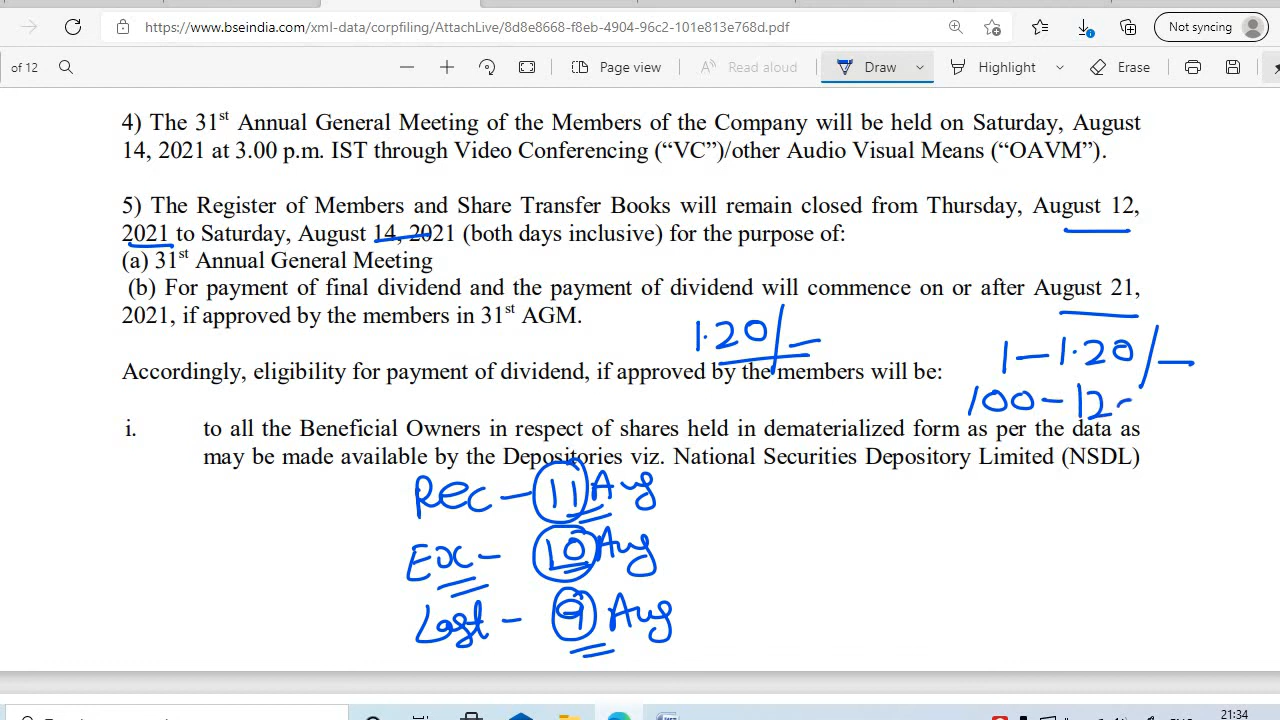 https://www.bseindia.com/xml-data/corpfiling/AttachLive/8d8e8668-f8eb-4904-96c2-101e813e768d.pdf
Not syncing
of 12
Page view
Read aloud
Draw
Highlight
Erase
4) The 31st Annual General Meeting of the Members of the Company will be held on Saturday, August
14, 2021 at 3.00 p.m. IST through Video Conferencing (“VC”)/other Audio Visual Means (“OAVM”).
5) The Register of Members and Share Transfer Books will remain closed from Thursday, August 12,
2021 to Saturday, August 14, 2021 (both days inclusive) for the purpose of:
(a) 31st Annual General Meeting
(b) For payment of final dividend and the payment of dividend will commence on or after August 21,
2021, if approved by the members in 31st AGM.
1.20/-
1-1.20/-
Accordingly, eligibility for payment of dividend, if approved by the members will be:
100-12
i. to all the Beneficial Owners in respect of shares held in dematerialized form as per the data as
may be made available by the Depositories viz. National Securities Depository Limited (NSDL)
REC - 11 Aug
- 10 Aug
Last - 9 Aug
21:34